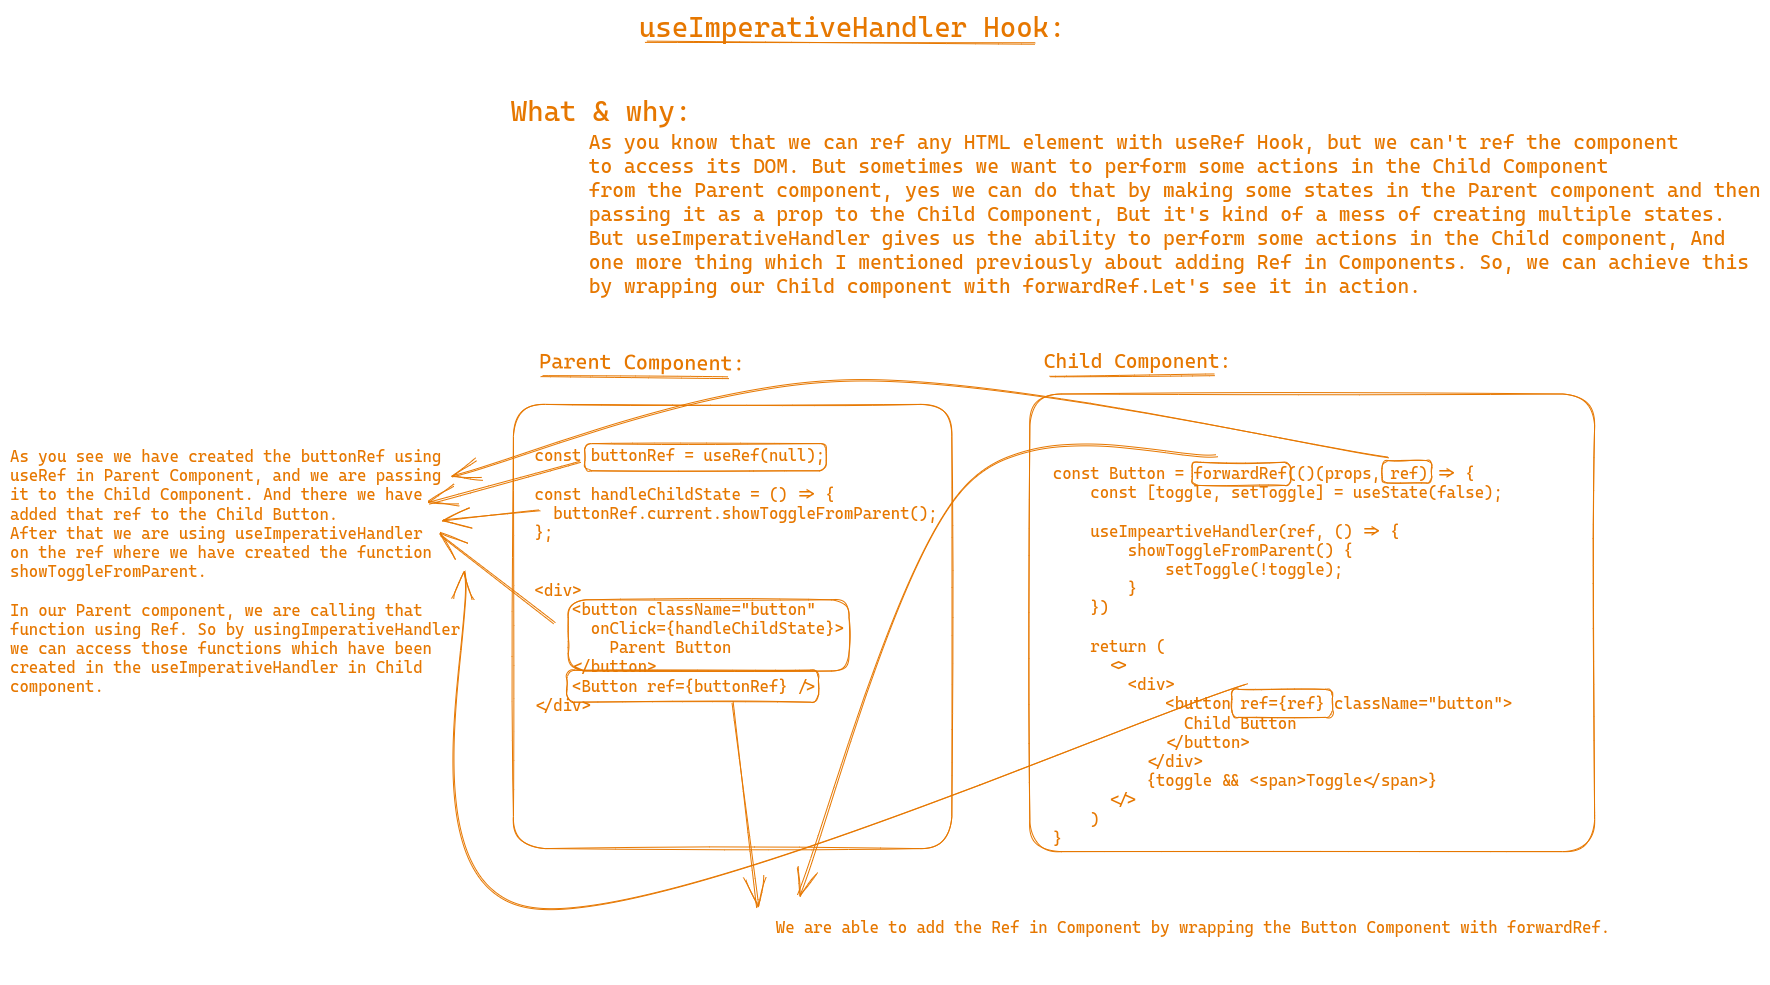 useImperativeHandler Hook:
What & why:
As you know that we can ref any HTML element with useRef Hook, but we can't ref the component
to access its DOM. But sometimes we want to perform some actions in the Child Component
from the Parent component, yes we can do that by making some states in the Parent component and then
passing it as a prop to the Child Component, But it's kind of a mess of creating multiple states.
But useImperativeHandler gives us the ability to perform some actions in the Child component, And
one more thing which I mentioned previously about adding Ref in Components. So, we can achieve this
by wrapping our Child component with forwardRef.Let's see it in action.
As you see we have created the buttonRef using
useRef in Parent Component, and we are passing
it to the Child Component. And there we have
added that ref to the Child Button.
After that we are using useImperativeHandler
on the ref where we have created the function
showToggleFromParent.
In our Parent component, we are calling that
function using Ref. So by usingImperativeHandler
we can access those functions which have been
created in the useImperativeHandler in Child
component.
Parent Component:
const buttonRef = useRef(null);
const handleChildState = () => {
buttonRef.current.showToggleFromParent();
};
<div>
<button className="button"
onClick={handleChildState}>
Parent Button
</button>
<Button ref={buttonRef} />
</div>
Child Component:
const Button = forwardRef(()(props, ref) => {
const [toggle, setToggle] = useState(false);
useImpeartiveHandler(ref, () => {
showToggleFromParent() {
setToggle(!toggle);
}
})
return (
<>
<div>
<button ref={ref} className="button">
Child Button
</button>
</div>
{toggle && <span>Toggle</span>}
</>
)
}
We are able to add the Ref in Component by wrapping the Button Component with forwardRef.